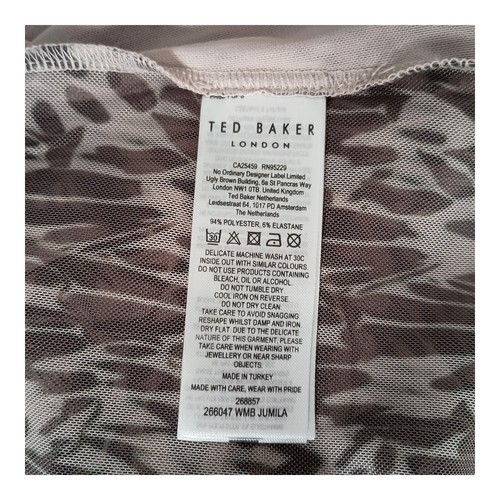 TED BAKER
LONDON
CA25459 RN95229
No Ordinary Designer Label Limited
Ugly Brown Building, 6a St Pancras Way
London NW1 0TB. United Kingdom
Ted Baker Netherlands
Leidsestraat 64, 1017 PD Amsterdam
The Netherlands
94% POLYESTER, 6% ELASTANE
30
DELICATE MACHINE WASH AT 30C
INSIDE OUT WITH SIMILAR COLOURS.
DO NOT USE PRODUCTS CONTAINING
BLEACH, OIL OR ALCOHOL
DO NOT TUMBLE DRY
COOL IRON ON REVERSE.
DO NOT DRY CLEAN
TAKE CARE TO AVOID SNAGGING.
RESHAPE WHILST DAMP AND IRON
DRY FLAT. DUE TO THE DELICATE
NATURE OF THIS GARMENT, PLEASE
TAKE CARE WHEN WEARING WITH
JEWELLERY OR NEAR SHARP
OBJECTS.
MADE IN TURKEY
MADE WITH CARE, WEAR WITH PRIDE
268857
266047 WMB JUMILA